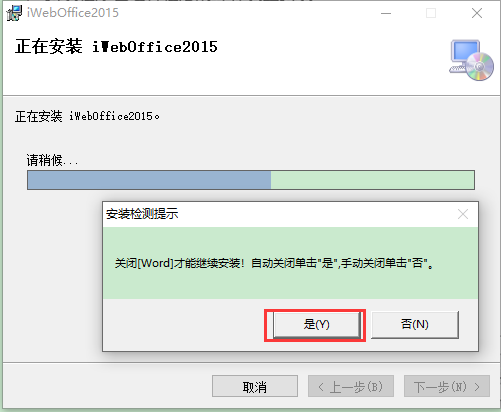 iWebOffice2015
正在安装 iWebOffice2015
正在安装 iWebOffice2015。
请稍候...
安装检测提示
关闭[Word]才能继续安装！自动关闭单击"是",手动关闭单击"否"。
是(Y)
否(N)
取消
< 上一步(B)
下一步(N) >